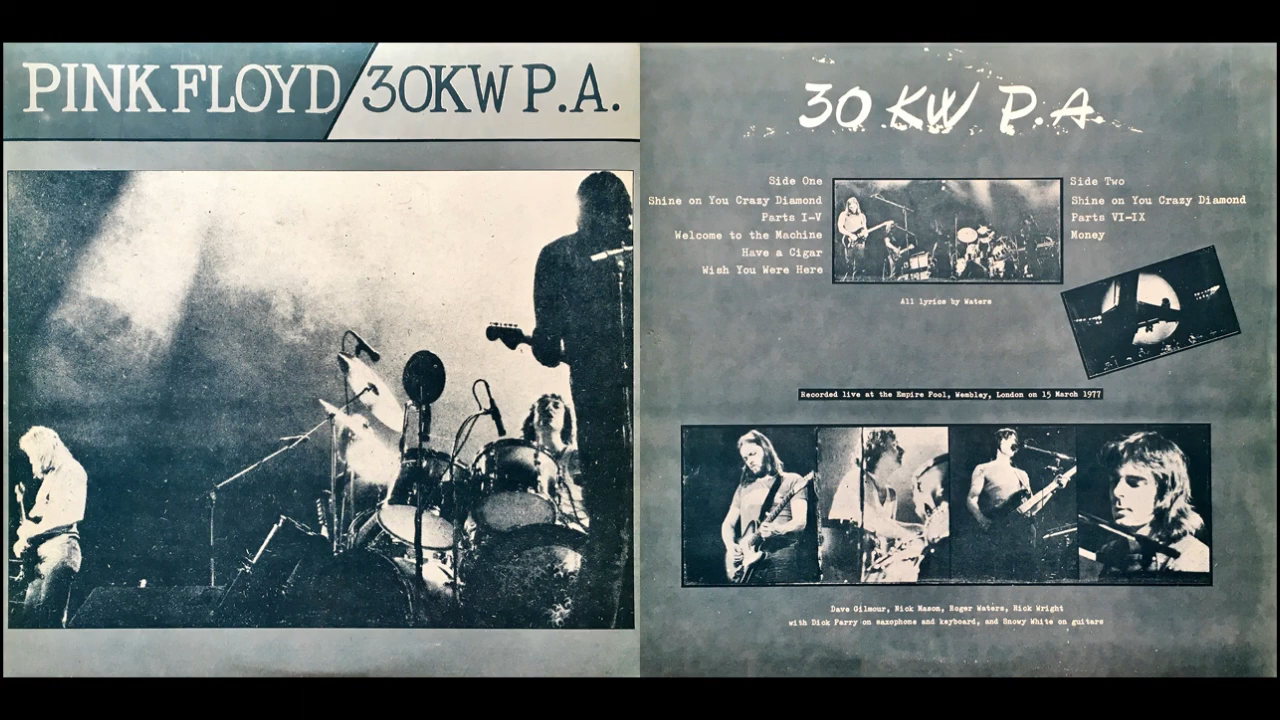 PINK FLOYD/30KW P.A.
30 KW P.A.
Side One
Shine on You Crazy Diamond
Parts I-V
Welcome to the Machine
Have a Cigar
Wish You Were Here
Side Two
Shine on You Crazy Diamond
Parts VI-IX
Money
All lyrics by Waters
Recorded live at the Empire Pool, Wembley, London on 15 March 1977
Dave Gilmour, Nick Mason, Roger Waters, Rick Wright
with Dick Parry on saxophone and keyboard, and Snowy White on guitars